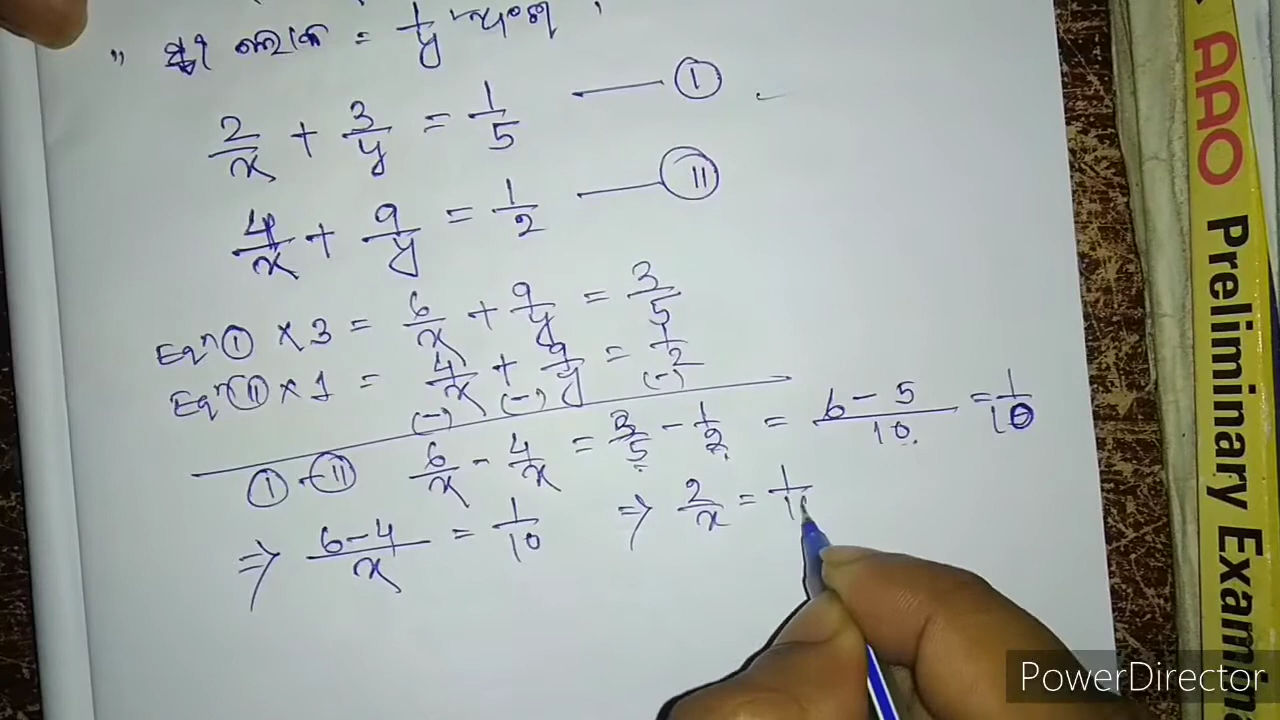 " ସ୍ତ୍ରୀ ଲୋକ = 1/y
2/x + 3/y = 1/5 — I
4/x + 9/y = 1/2 — II
Eqⁿ I × 3 = 6/x + 9/y = 3/5
Eqⁿ II × 1 = 4/x + 9/y = 1/2
(-) (-) (-)
I - II 6/x - 4/x = 3/5 - 1/2 = 6-5/10 = 1/10
⇒ 6-4/x = 1/10 ⇒ 2/x = 1/10
AAO Preliminary Exam
PowerDirector